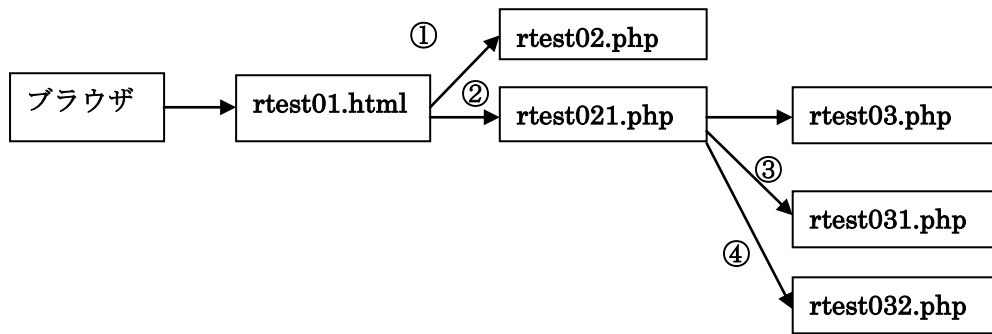 ①
rtest02.php
ブラウザ
rtest01.html
②
rtest021.php
rtest03.php
③
rtest031.php
④
rtest032.php